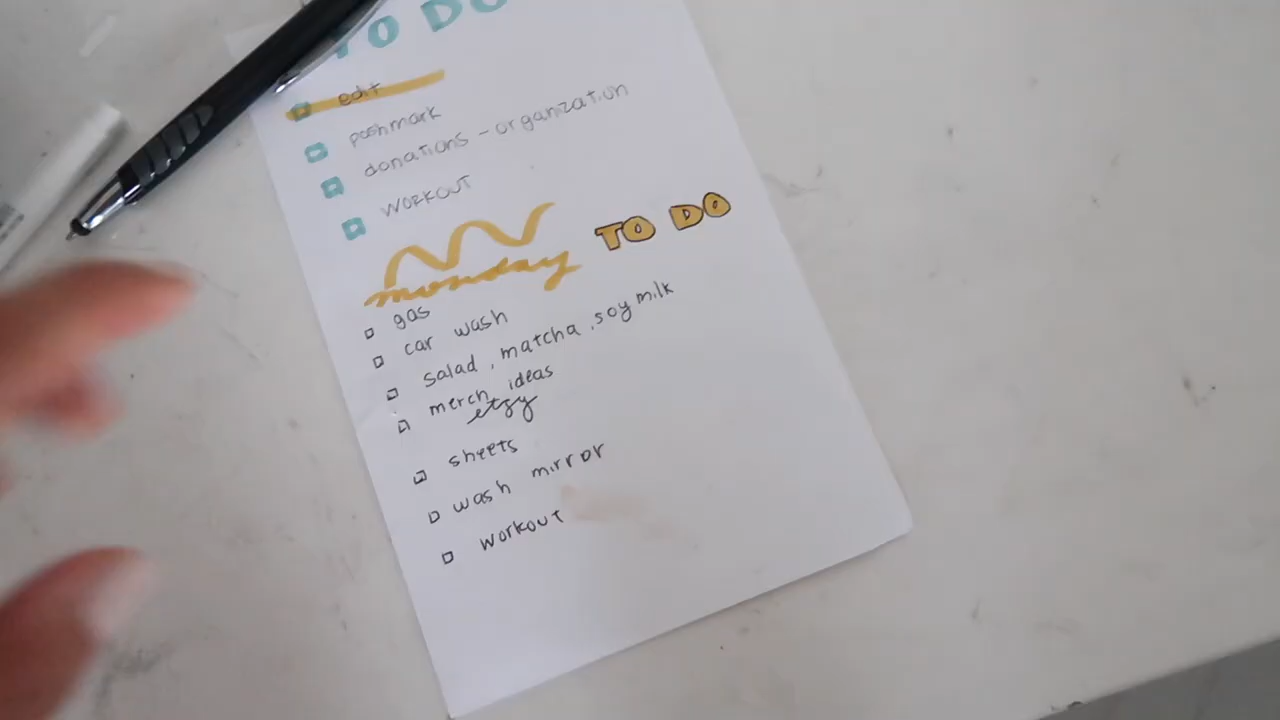 TO DO
edit
poshmark
donations - organization
WORKOUT
monday TO DO
gas
car wash
salad, matcha, soy milk
merch ideas
etsy
sheets
wash mirror
workout